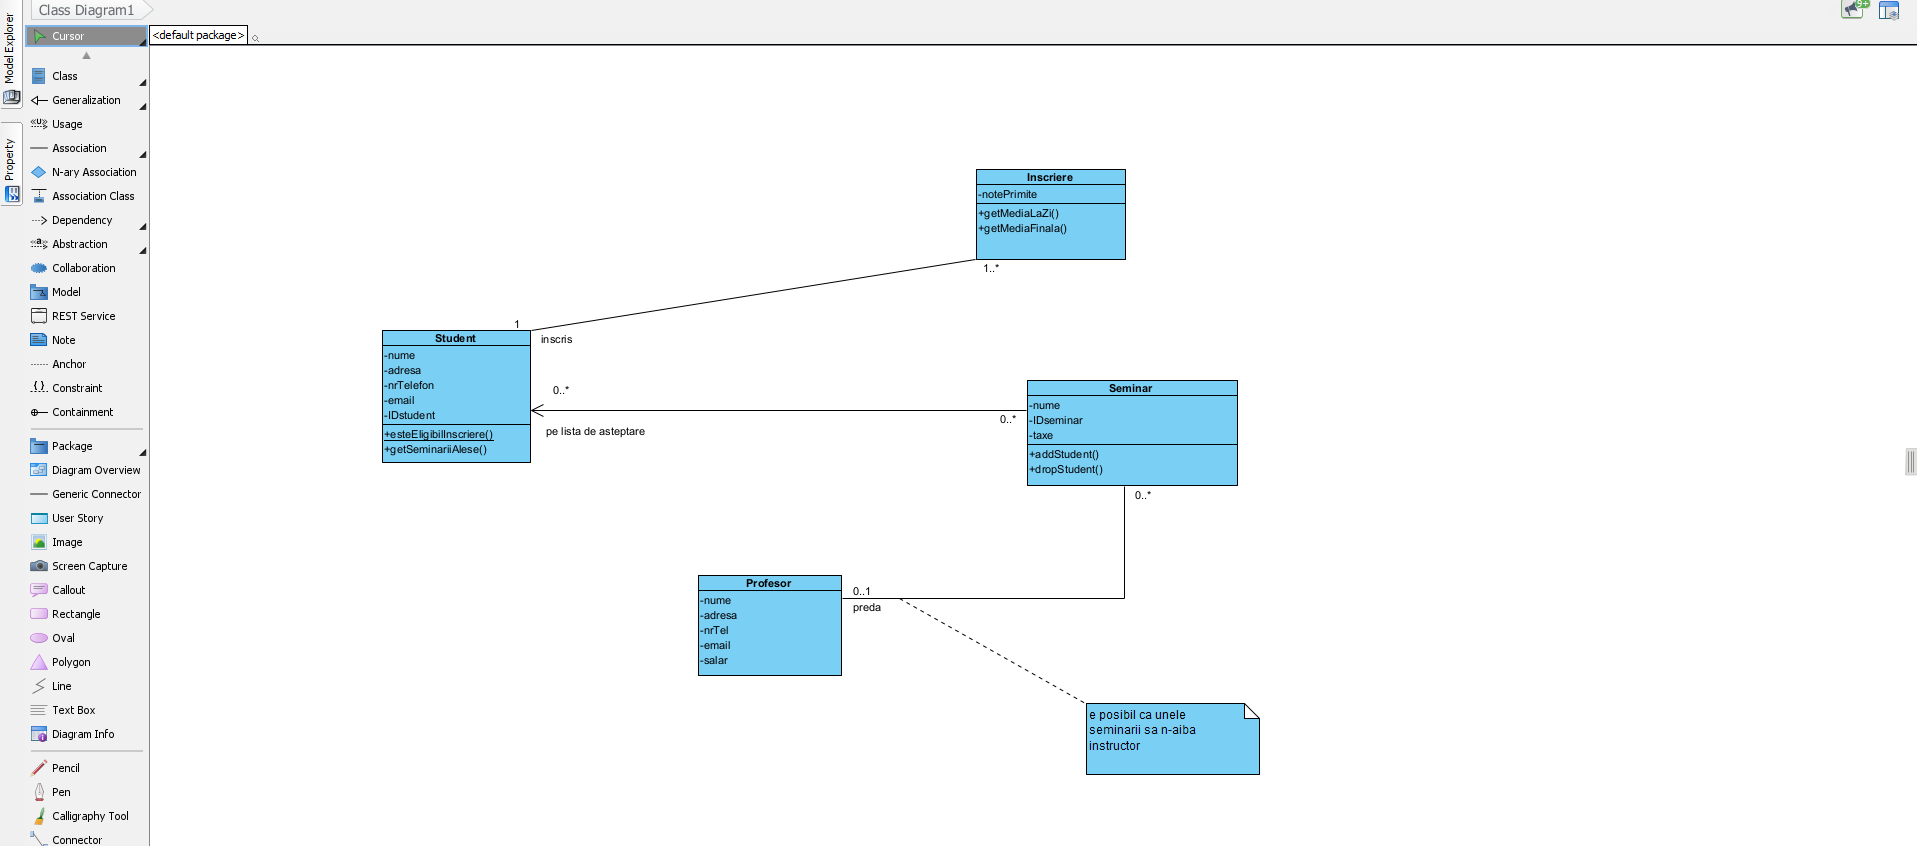 Class Diagram1
9+
Model Explorer
Property
Cursor
<default package>
Class
Generalization
«U»
Usage
Association
N-ary Association
Association Class
Dependency
«a»
Abstraction
Collaboration
Model
REST Service
Note
Anchor
Constraint
Containment
Package
Diagram Overview
Generic Connector
User Story
Image
Screen Capture
Callout
Rectangle
Oval
Polygon
Line
Text Box
Diagram Info
Pencil
Pen
Calligraphy Tool
Connector
Inscriere
-notePrimite
+getMediaLaZi()
+getMediaFinala()
1..*
1
inscris
Student
-nume
-adresa
-nrTelefon
-email
-IDstudent
+esteEligibilInscriere()
+getSeminariiAlese()
0..*
pe lista de asteptare
0..*
Seminar
-nume
-IDseminar
-taxe
+addStudent()
+dropStudent()
0..*
Profesor
-nume
-adresa
-nrTel
-email
-salar
0..1
preda
e posibil ca unele
seminarii sa n-aiba
instructor